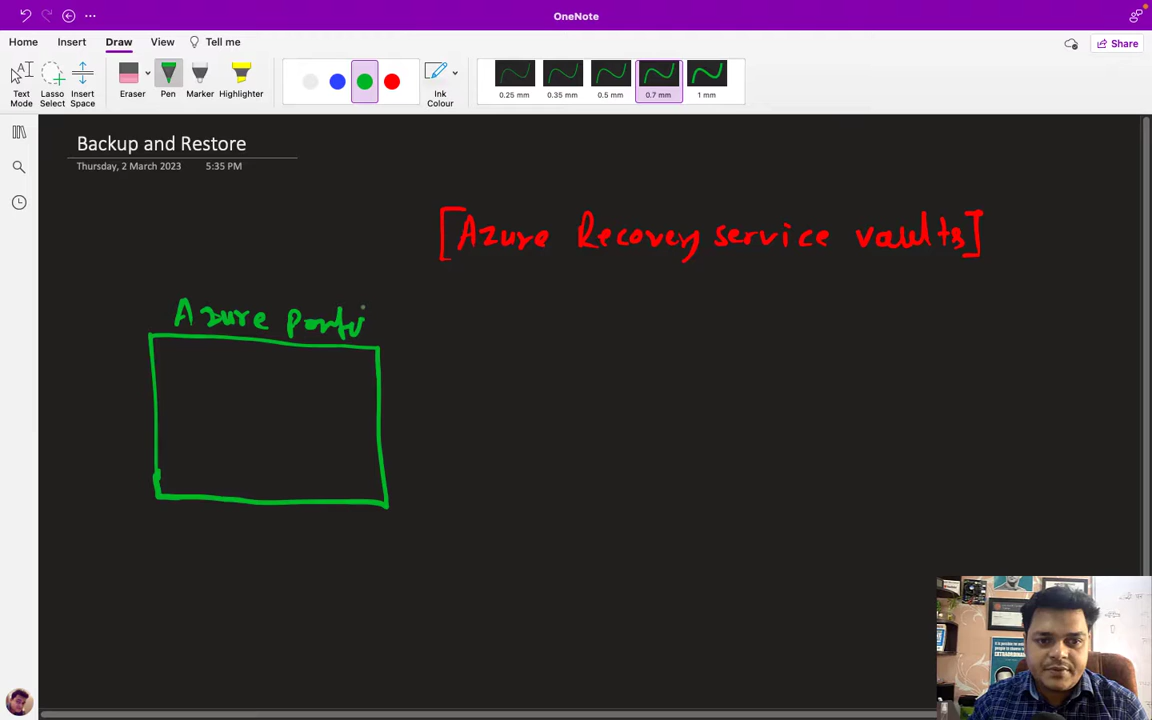 OneNote
Home Insert Draw View Tell me
Share
Text Mode
Lasso Select
Insert Space
Eraser
Pen
Marker
Highlighter
Ink Colour
0.25 mm 0.35 mm 0.5 mm 0.7 mm 1 mm
Backup and Restore
Thursday, 2 March 2023 5:35 PM
[Azure Recovery service vaults]
Azure
EXTRAORDINAR